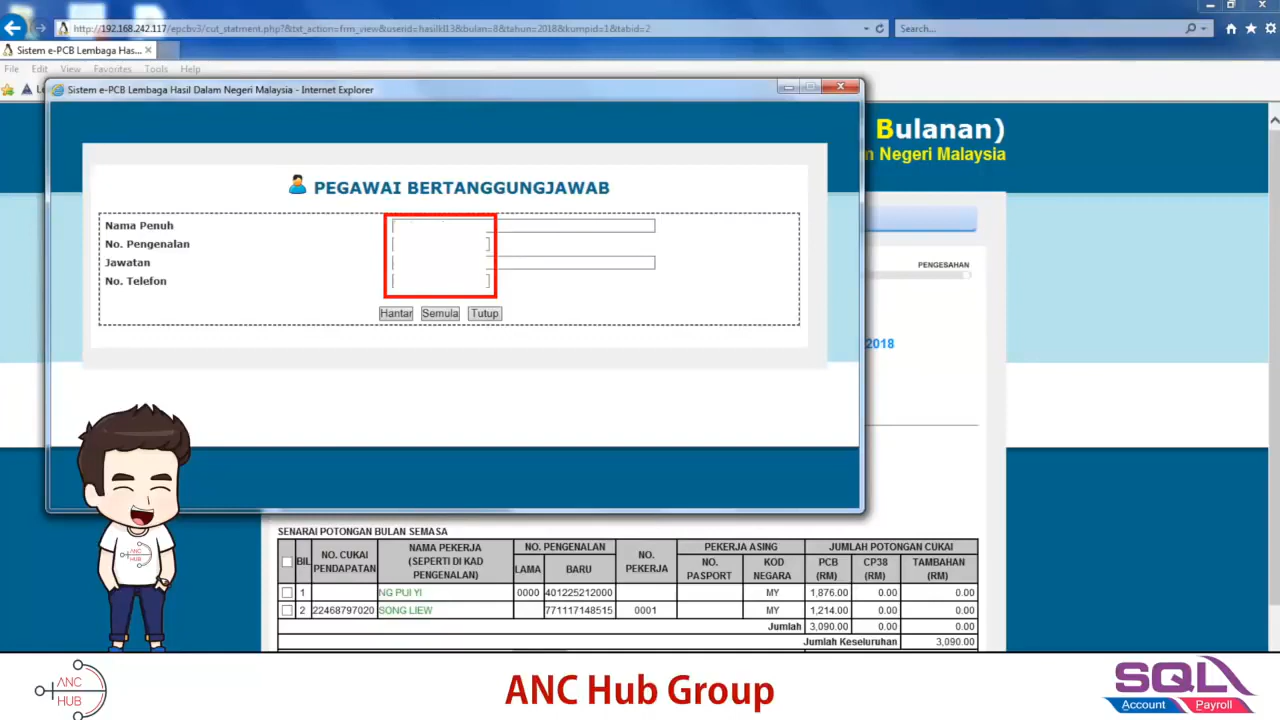 http://192.168.242.117/epcbv3/cut_statment.php?&txt_action=frm_view&userid=hasilkl13&ibulan=8&tahun=2018&kumpid=1&tabid=2
Search...
Sistem e-PCB Lembaga Has...
File Edit View Favorites Tools Help
Sistem e-PCB Lembaga Hasil Dalam Negeri Malaysia - Internet Explorer
Bulanan)
Negeri Malaysia
PEGAWAI BERTANGGUNGJAWAB
Nama Penuh
No. Pengenalan
Jawatan
No. Telefon
Hantar Semula Tutup
PENGESAHAN
2018
SENARAI POTONGAN BULAN SEMASA
BIL
NO. CUKAI PENDAPATAN
NAMA PEKERJA (SEPERTI DI KAD PENGENALAN)
NO. PENGENALAN
LAMA BARU
NO. PEKERJA
PEKERJA ASING
NO. PASPORT KOD NEGARA
JUMLAH POTONGAN CUKAI
PCB (RM) CP38 (RM) TAMBAHAN (RM)
1 NG PUI YI 0000 401225212000 MY 1,876.00 0.00 0.00
2 22468797020 SONG LIEW 771117148515 0001 MY 1,214.00 0.00 0.00
Jumlah 3,090.00 0.00 0.00
Jumlah Keseluruhan 3,090.00
ANC HUB
ANC HUB
ANC Hub Group
SQL
Account Payroll